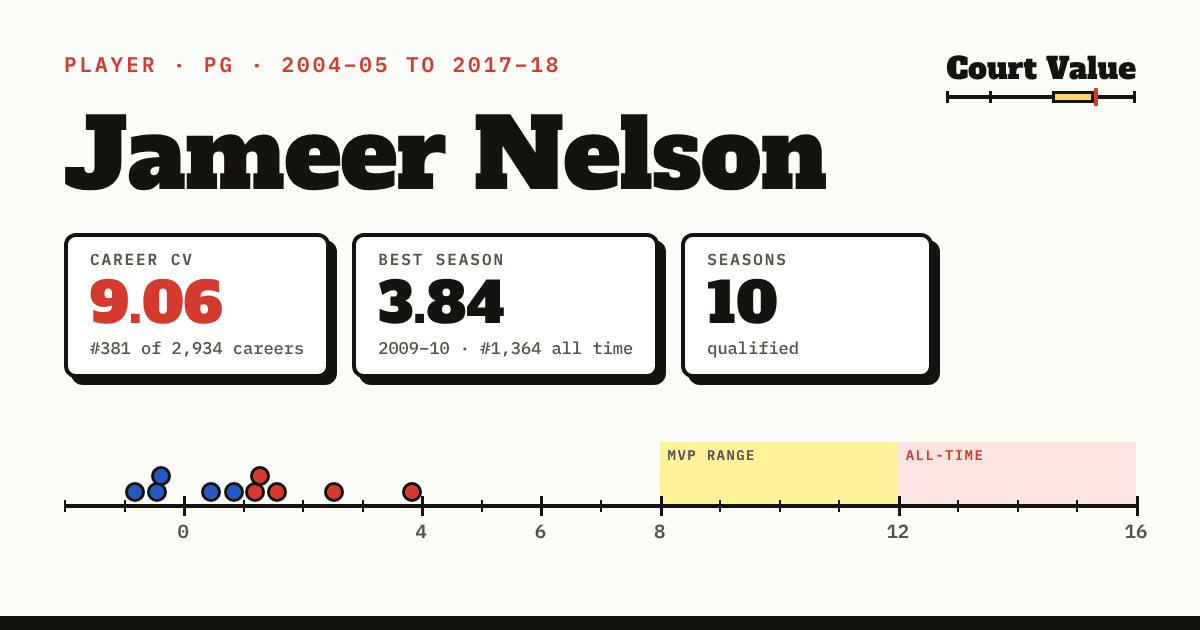 PLAYER · PG · 2004–05 TO 2017–18
Court Value
Jameer Nelson
CAREER CV
9.06
#381 of 2,934 careers
BEST SEASON
3.84
2009–10 · #1,364 all time
SEASONS
10
qualified
MVP RANGE
ALL-TIME
0 4 6 8 12 16